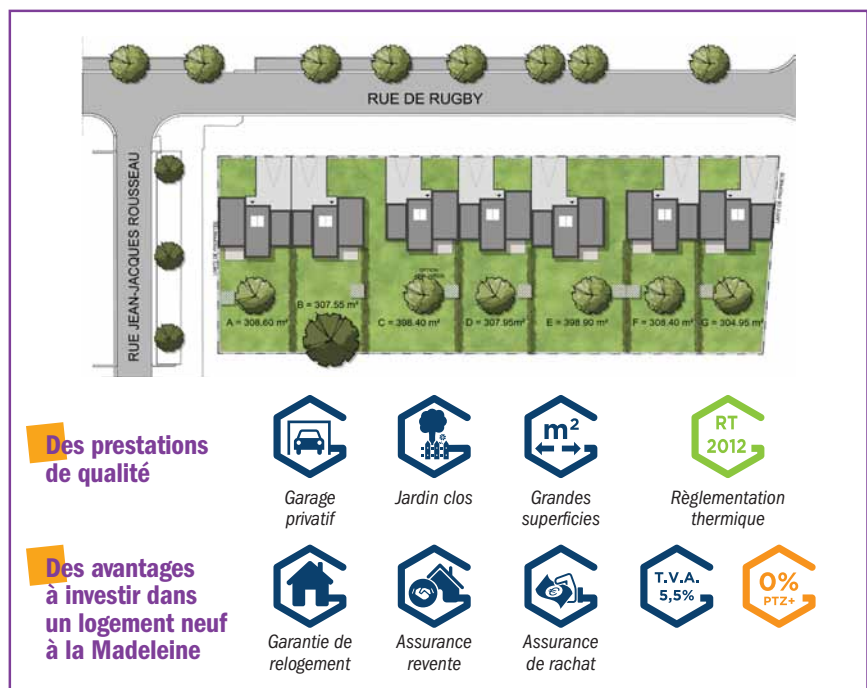 RUE DE RUGBY
RUE JEAN-JACQUES ROUSSEAU
A = 308.60 m²
B = 307.55 m²
C = 398.40 m²
D = 307.95m²
E = 398.90 m²
F = 308.40 m²
G = 304.95 m²
Des prestations
de qualité
Garage
privatif
Jardin clos
m²
Grandes
superficies
RT
2012
Règlementation
thermique
Des avantages
à investir dans
un logement neuf
à la Madeleine
Garantie de
relogement
Assurance
revente
Assurance
de rachat
T.V.A.
5,5%
0%
PTZ+